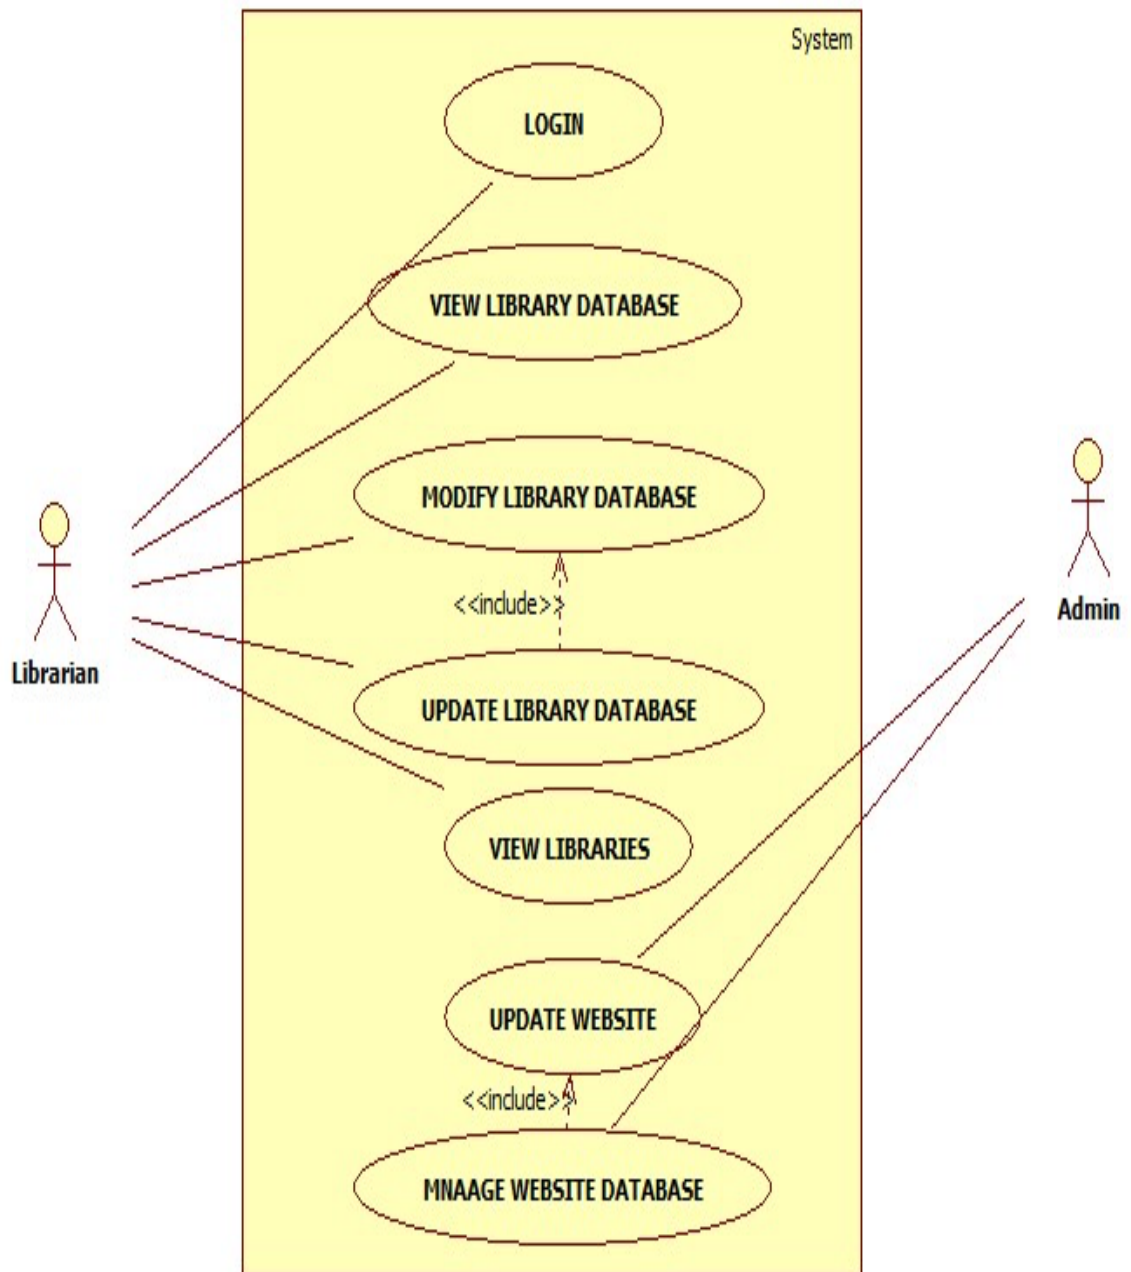 System
LOGIN
VIEW LIBRARY DATABASE
MODIFY LIBRARY DATABASE
<<include>>
Librarian
Admin
UPDATE LIBRARY DATABASE
VIEW LIBRARIES
UPDATE WEBSITE
<<include>>
MNAAGE WEBSITE DATABASE